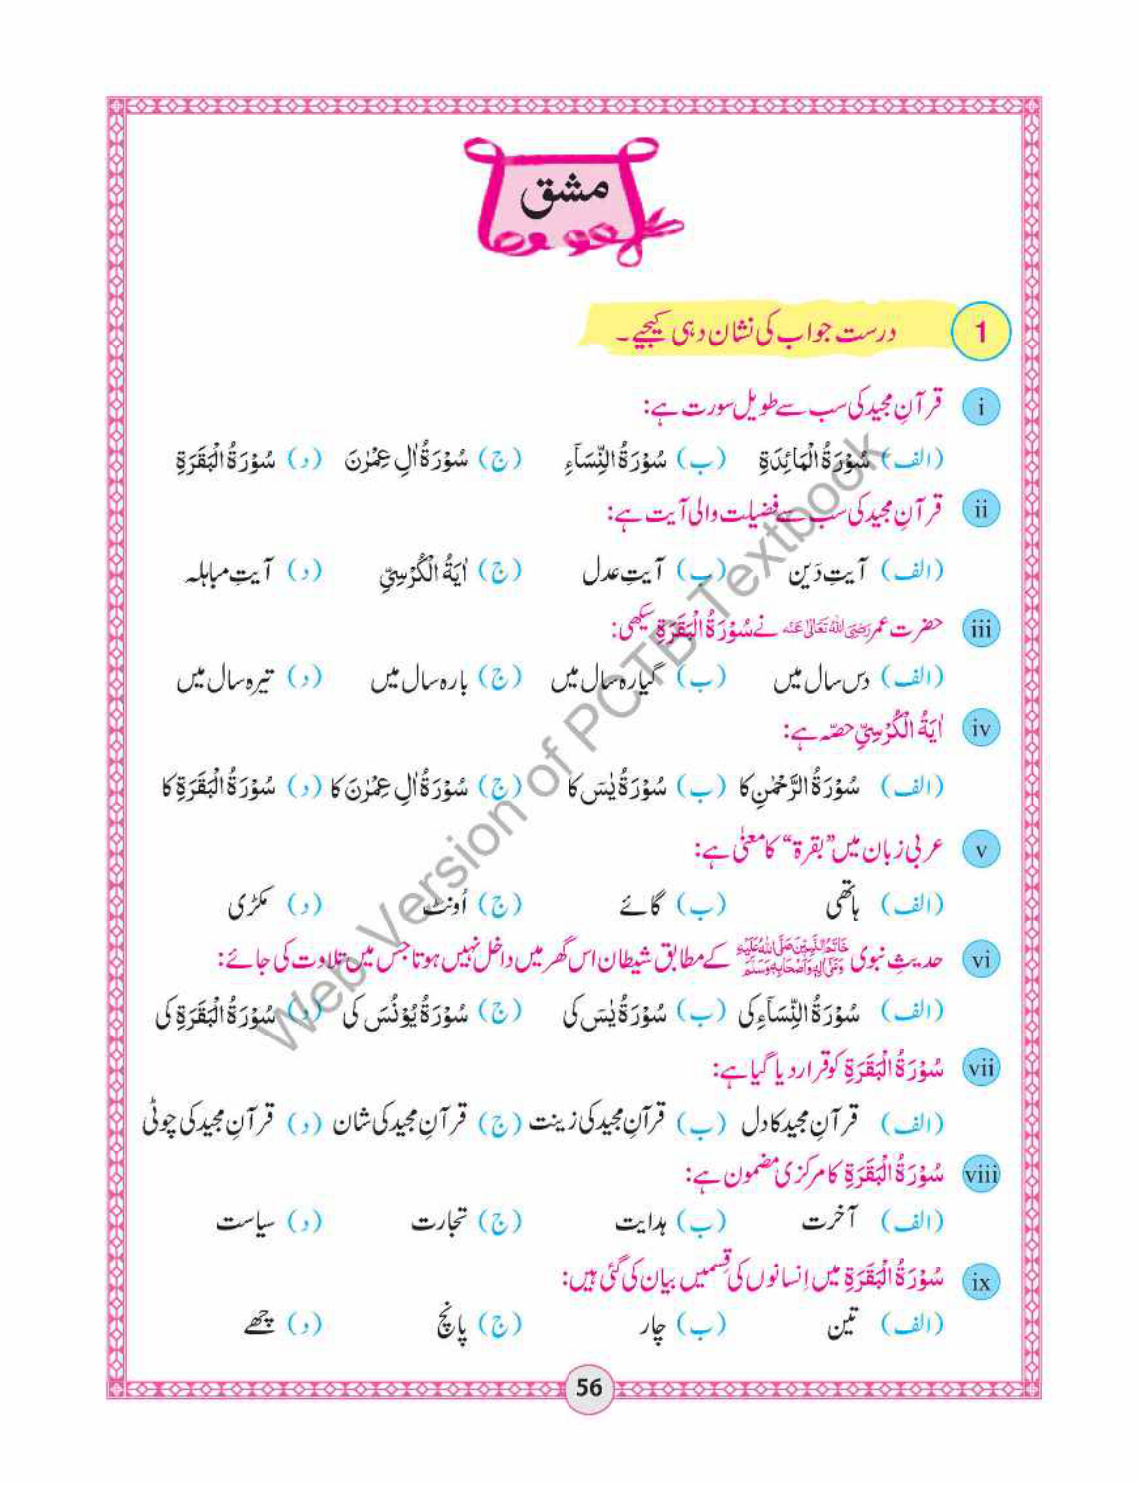 مشق
1 درست جواب کی نشان دہی کیجیے۔
i قرآنِ مجید کی سب سے طویل سورت ہے:
(الف) سُوْرَۃُ الْمَائِدَۃِ (ب) سُوْرَۃُ النِّسَآءِ (ج) سُوْرَۃُ اٰلِ عِمْرٰنَ (د) سُوْرَۃُ الْبَقَرَۃِ
ii قرآنِ مجید کی سب سے فضیلت والی آیت ہے:
(الف) آیتِ دَین (ب) آیتِ عدل (ج) اٰیَۃُ الْکُرْسِیِّ (د) آیتِ مباہلہ
iii حضرت عمر رَضِیَ اللہُ تَعَالٰی عَنْہُ نے سُوْرَۃُ الْبَقَرَۃِ سیکھی:
(الف) دس سال میں (ب) گیارہ سال میں (ج) بارہ سال میں (د) تیرہ سال میں
iv اٰیَۃُ الْکُرْسِیِّ حصّہ ہے:
(الف) سُوْرَۃُ الرَّحْمٰنِ کا (ب) سُوْرَۃُ یٰسٓ کا (ج) سُوْرَۃُ اٰلِ عِمْرٰنَ کا (د) سُوْرَۃُ الْبَقَرَۃِ کا
v عربی زبان میں ”بقرۃ“ کا معنیٰ ہے:
(الف) ہاتھی (ب) گائے (ج) اُونٹ (د) مکڑی
vi حدیثِ نبوی خَاتَمُ النَّبِیّٖنَ صَلَّی اللہُ عَلَیْہِ وَعَلٰی اٰلِہٖ وَاَصْحَابِہٖ وَسَلَّمَ کے مطابق شیطان اس گھر میں داخل نہیں ہوتا جس میں تلاوت کی جائے:
(الف) سُوْرَۃُ النِّسَآءِ کی (ب) سُوْرَۃُ یٰسٓ کی (ج) سُوْرَۃُ یُوْنُسَ کی (د) سُوْرَۃُ الْبَقَرَۃِ کی
vii سُوْرَۃُ الْبَقَرَۃِ کو قرار دیا گیا ہے:
(الف) قرآنِ مجید کا دل (ب) قرآنِ مجید کی زینت (ج) قرآنِ مجید کی شان (د) قرآنِ مجید کی چوٹی
viii سُوْرَۃُ الْبَقَرَۃِ کا مرکزی مضمون ہے:
(الف) آخرت (ب) ہدایت (ج) تجارت (د) سیاست
ix سُوْرَۃُ الْبَقَرَۃِ میں اِنسانوں کی قسمیں بیان کی گئی ہیں:
(الف) تین (ب) چار (ج) پانچ (د) چھے
56
Web Version of PCTB Textbook